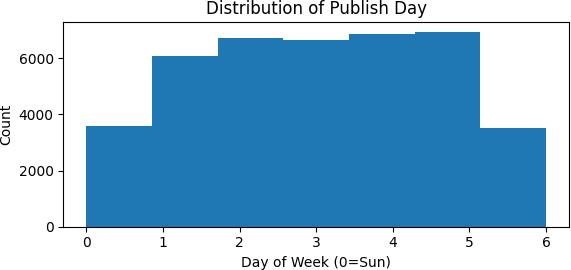 Distribution of Publish Day
Count
6000
4000
2000
0
0 1 2 3 4 5 6
Day of Week (0=Sun)